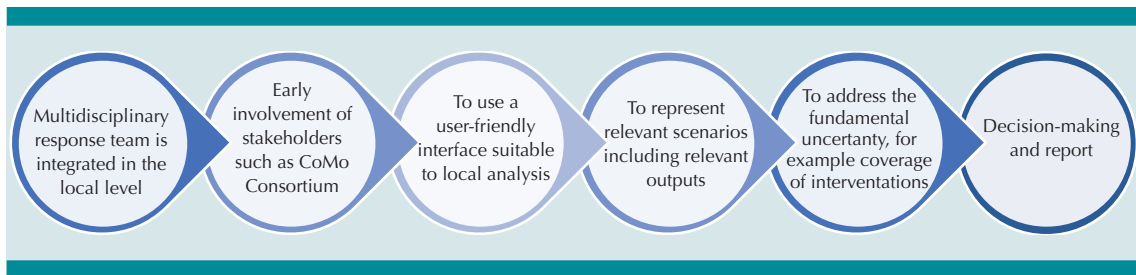 Multidisciplinary
response team is
integrated in the
local level
Early
involvement of
stakeholders
such as CoMo
Consortium
To use a
user-friendly
interface suitable
to local analysis
To represent
relevant scenarios
including relevant
outputs
To address the
fundamental
uncertanty, for
example coverage
of interventions
Decision-making
and report